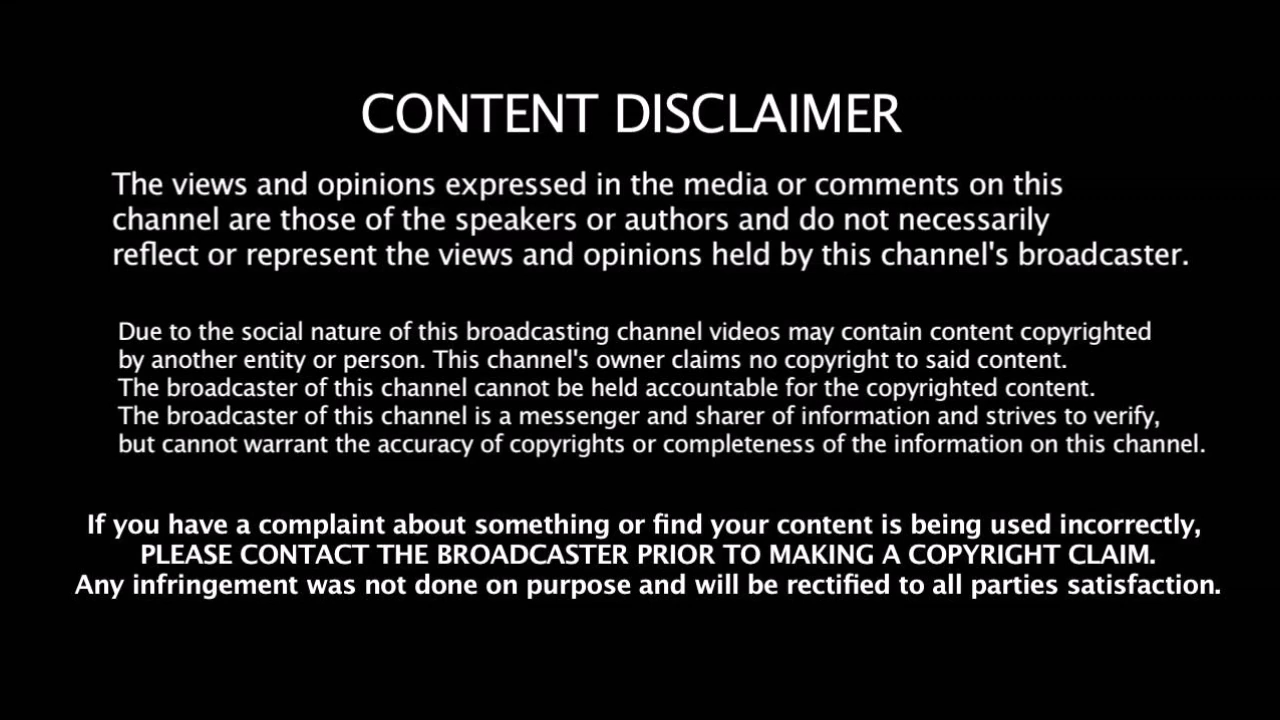 CONTENT DISCLAIMER
The views and opinions expressed in the media or comments on this
channel are those of the speakers or authors and do not necessarily
reflect or represent the views and opinions held by this channel's broadcaster.
Due to the social nature of this broadcasting channel videos may contain content copyrighted
by another entity or person. This channel's owner claims no copyright to said content.
The broadcaster of this channel cannot be held accountable for the copyrighted content.
The broadcaster of this channel is a messenger and sharer of information and strives to verify,
but cannot warrant the accuracy of copyrights or completeness of the information on this channel.
If you have a complaint about something or find your content is being used incorrectly,
PLEASE CONTACT THE BROADCASTER PRIOR TO MAKING A COPYRIGHT CLAIM.
Any infringement was not done on purpose and will be rectified to all parties satisfaction.